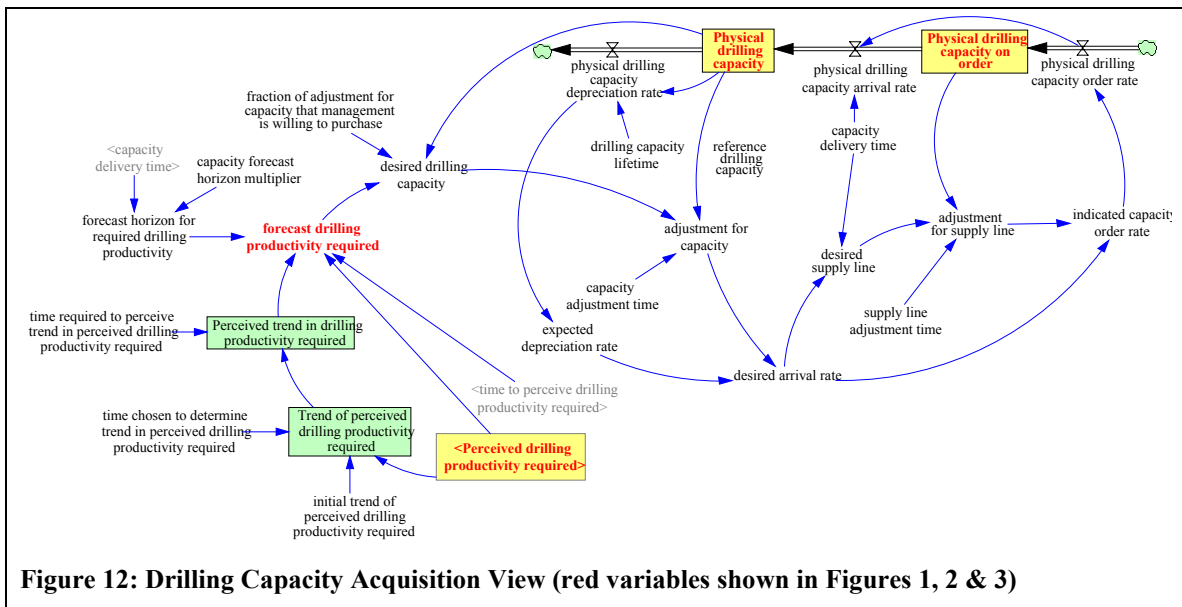 Physical
drilling
capacity
Physical drilling
capacity on
order
physical drilling
capacity
depreciation rate
physical drilling
capacity arrival rate
physical drilling
capacity order rate
fraction of adjustment for
capacity that management
is willing to purchase
<capacity
delivery time>
capacity forecast
horizon multiplier
desired drilling
capacity
drilling capacity
lifetime
reference
drilling
capacity
capacity
delivery time
forecast horizon for
required drilling
productivity
forecast drilling
productivity required
adjustment for
capacity
desired
supply line
adjustment
for supply line
indicated capacity
order rate
capacity
adjustment time
supply line
adjustment time
time required to perceive
trend in perceived drilling
productivity required
Perceived trend in drilling
productivity required
expected
depreciation rate
desired arrival rate
<time to perceive drilling
productivity required>
time chosen to determine
trend in perceived drilling
productivity required
Trend of perceived
drilling productivity
required
<Perceived drilling
productivity required>
initial trend of
perceived drilling
productivity required
Figure 12: Drilling Capacity Acquisition View (red variables shown in Figures 1, 2 & 3)